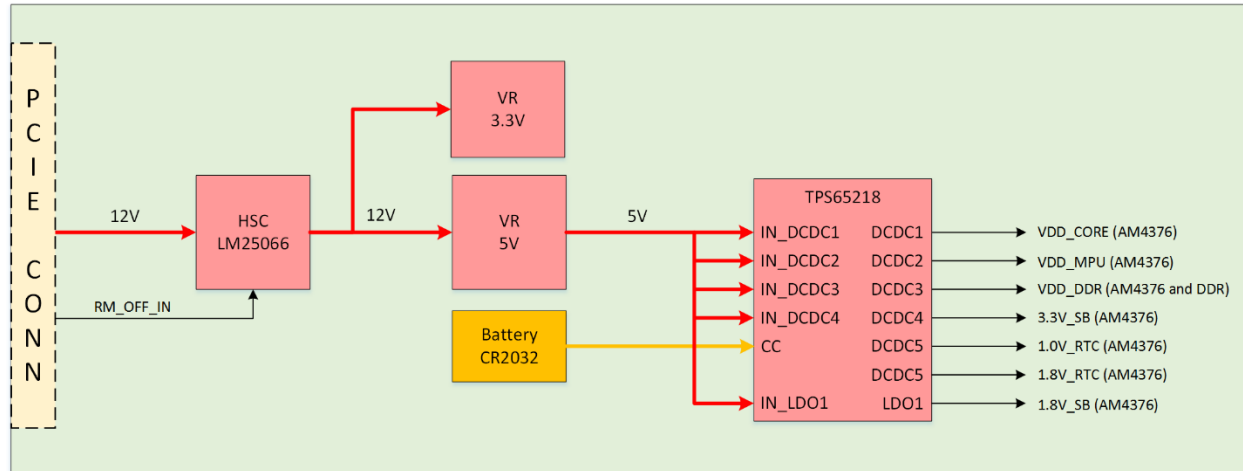 PCIE CONN
12V
RM_OFF_IN
HSC
LM25066
12V
VR
3.3V
VR
5V
Battery
CR2032
5V
TPS65218
IN_DCDC1 DCDC1 VDD_CORE (AM4376)
IN_DCDC2 DCDC2 VDD_MPU (AM4376)
IN_DCDC3 DCDC3 VDD_DDR (AM4376 and DDR)
IN_DCDC4 DCDC4 3.3V_SB (AM4376)
CC DCDC5 1.0V_RTC (AM4376)
DCDC5 1.8V_RTC (AM4376)
IN_LDO1 LDO1 1.8V_SB (AM4376)